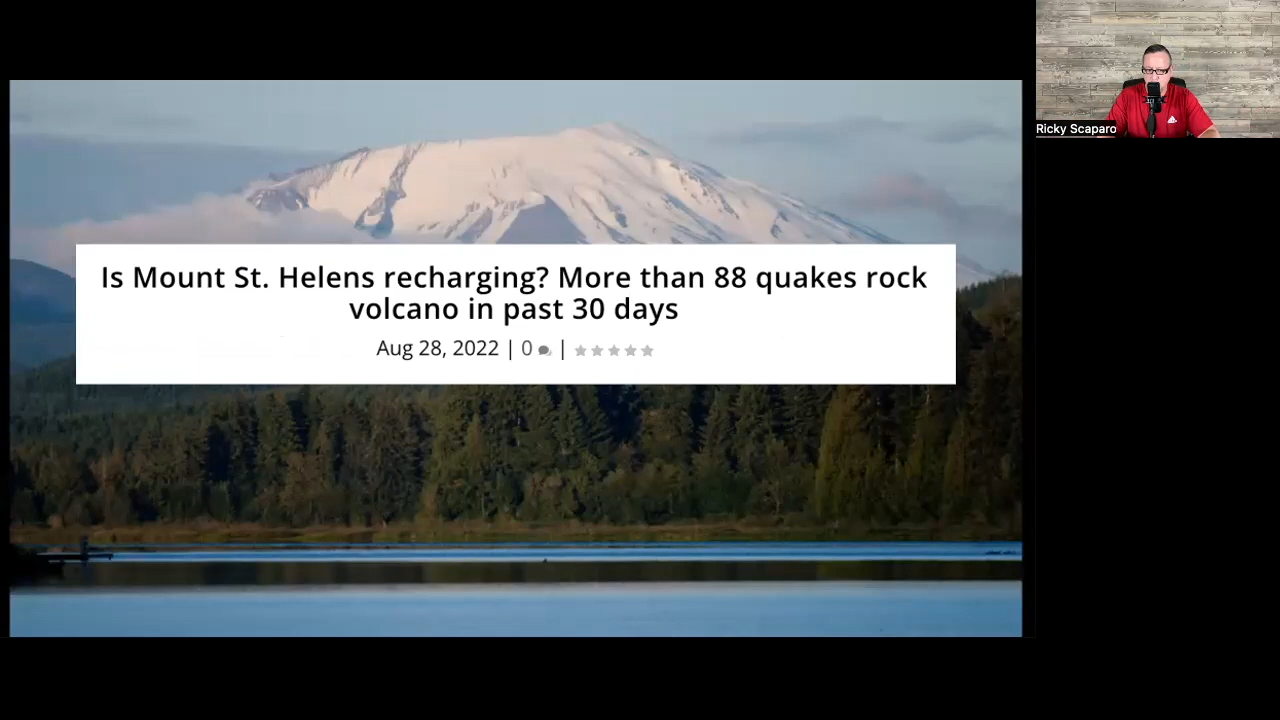 Ricky Scaparo
Is Mount St. Helens recharging? More than 88 quakes rock
volcano in past 30 days
Aug 28, 2022 | 0 |